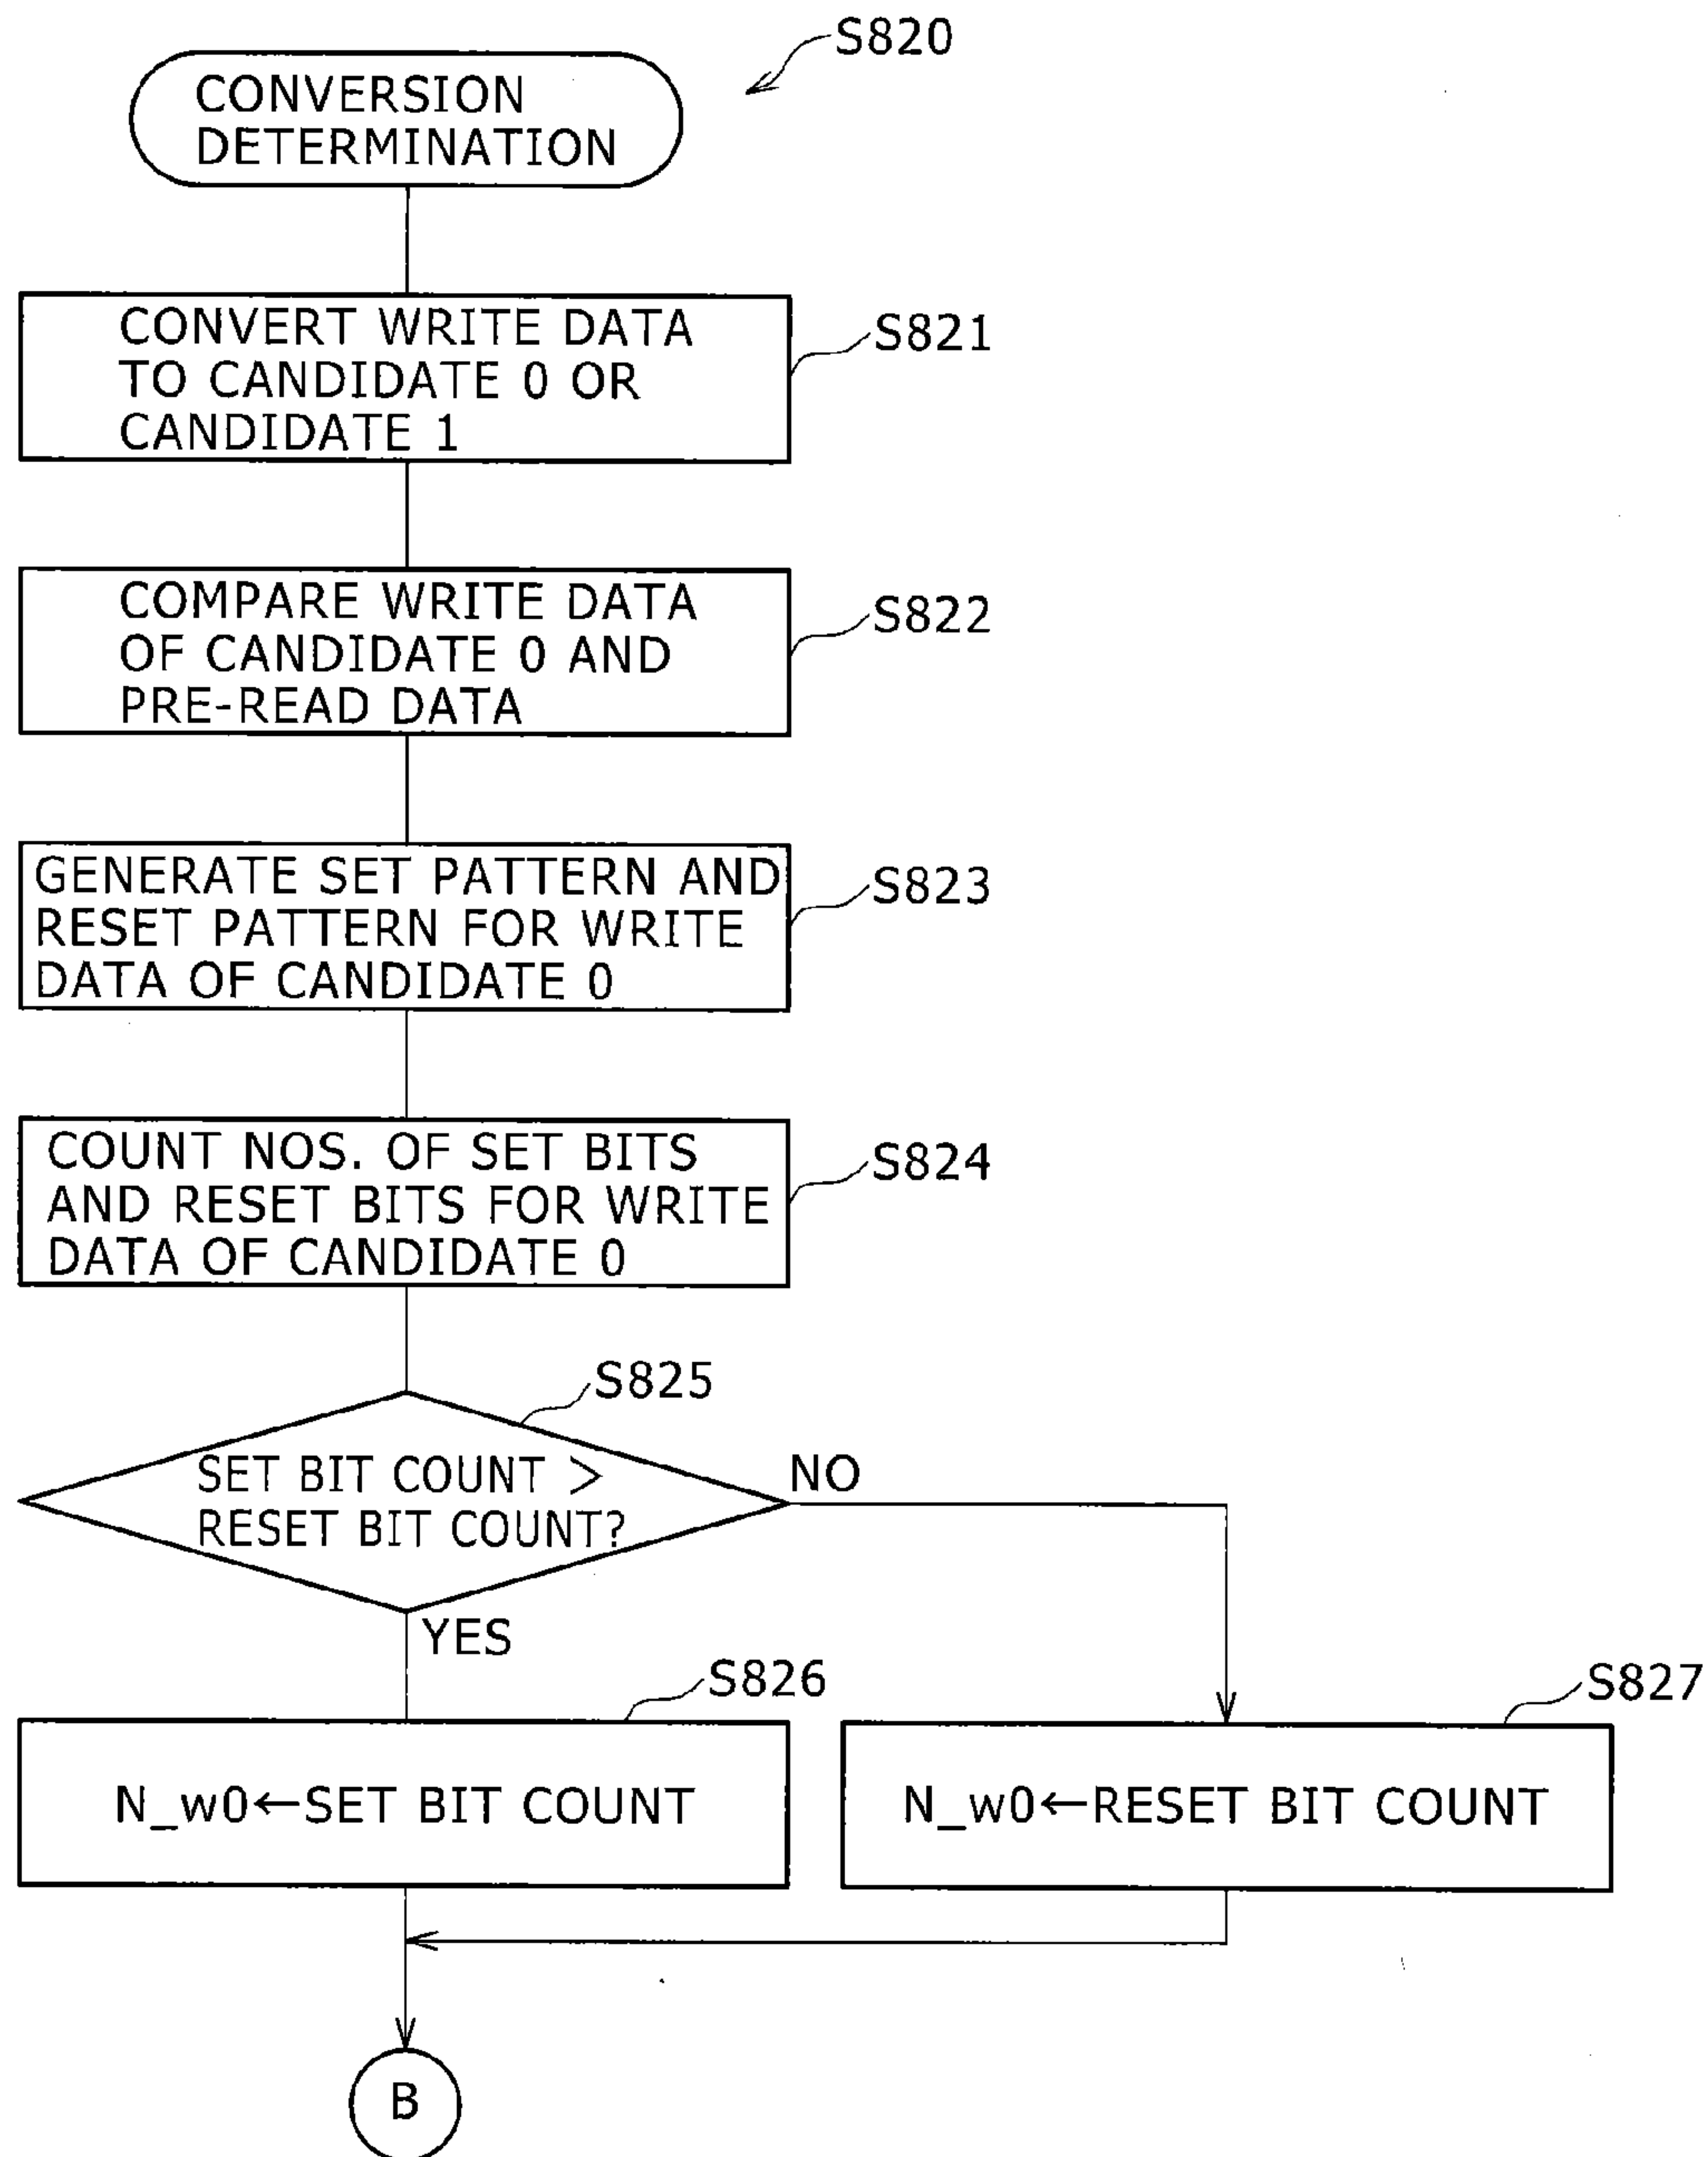 S820
CONVERSION
DETERMINATION
CONVERT WRITE DATA
TO CANDIDATE 0 OR
CANDIDATE 1
S821
COMPARE WRITE DATA
OF CANDIDATE 0 AND
PRE-READ DATA
S822
GENERATE SET PATTERN AND
RESET PATTERN FOR WRITE
DATA OF CANDIDATE 0
S823
COUNT NOS. OF SET BITS
AND RESET BITS FOR WRITE
DATA OF CANDIDATE 0
S824
S825
SET BIT COUNT >
RESET BIT COUNT?
NO
YES
S826
S827
N_w0←SET BIT COUNT
N_w0←RESET BIT COUNT
B